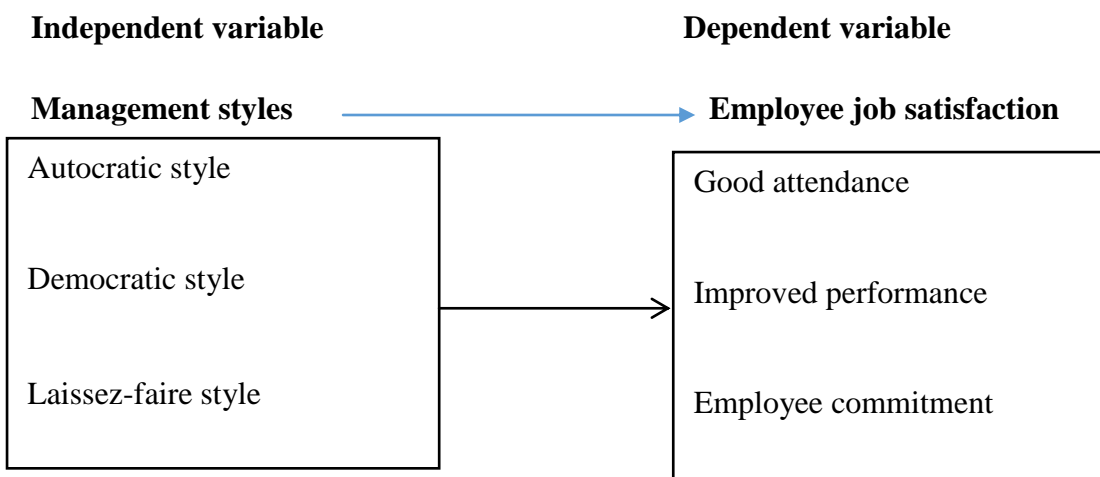 Independent variable
Dependent variable
Management styles
Employee job satisfaction
Autocratic style
Democratic style
Laissez-faire style
Good attendance
Improved performance
Employee commitment